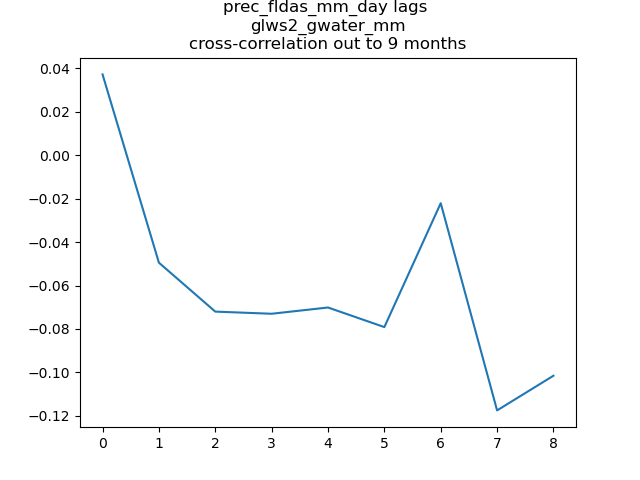 prec_fldas_mm_day lags
glws2_gwater_mm
cross-correlation out to 9 months
0.04
0.02
0.00
−0.02
−0.04
−0.06
−0.08
−0.10
−0.12
0 1 2 3 4 5 6 7 8